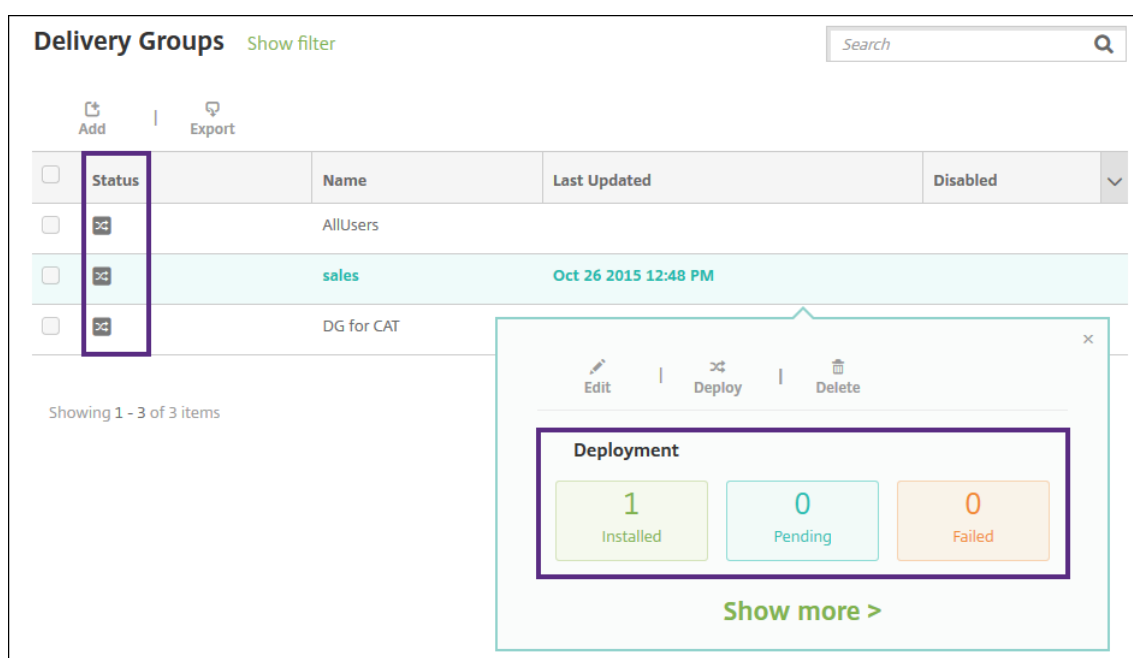 Delivery Groups Show filter Search
Add | Export
Status Name Last Updated Disabled
AllUsers
sales Oct 26 2015 12:48 PM
DG for CAT
×
Edit | Deploy | Delete
Showing 1 - 3 of 3 items
Deployment
1 0 0
Installed Pending Failed
Show more >